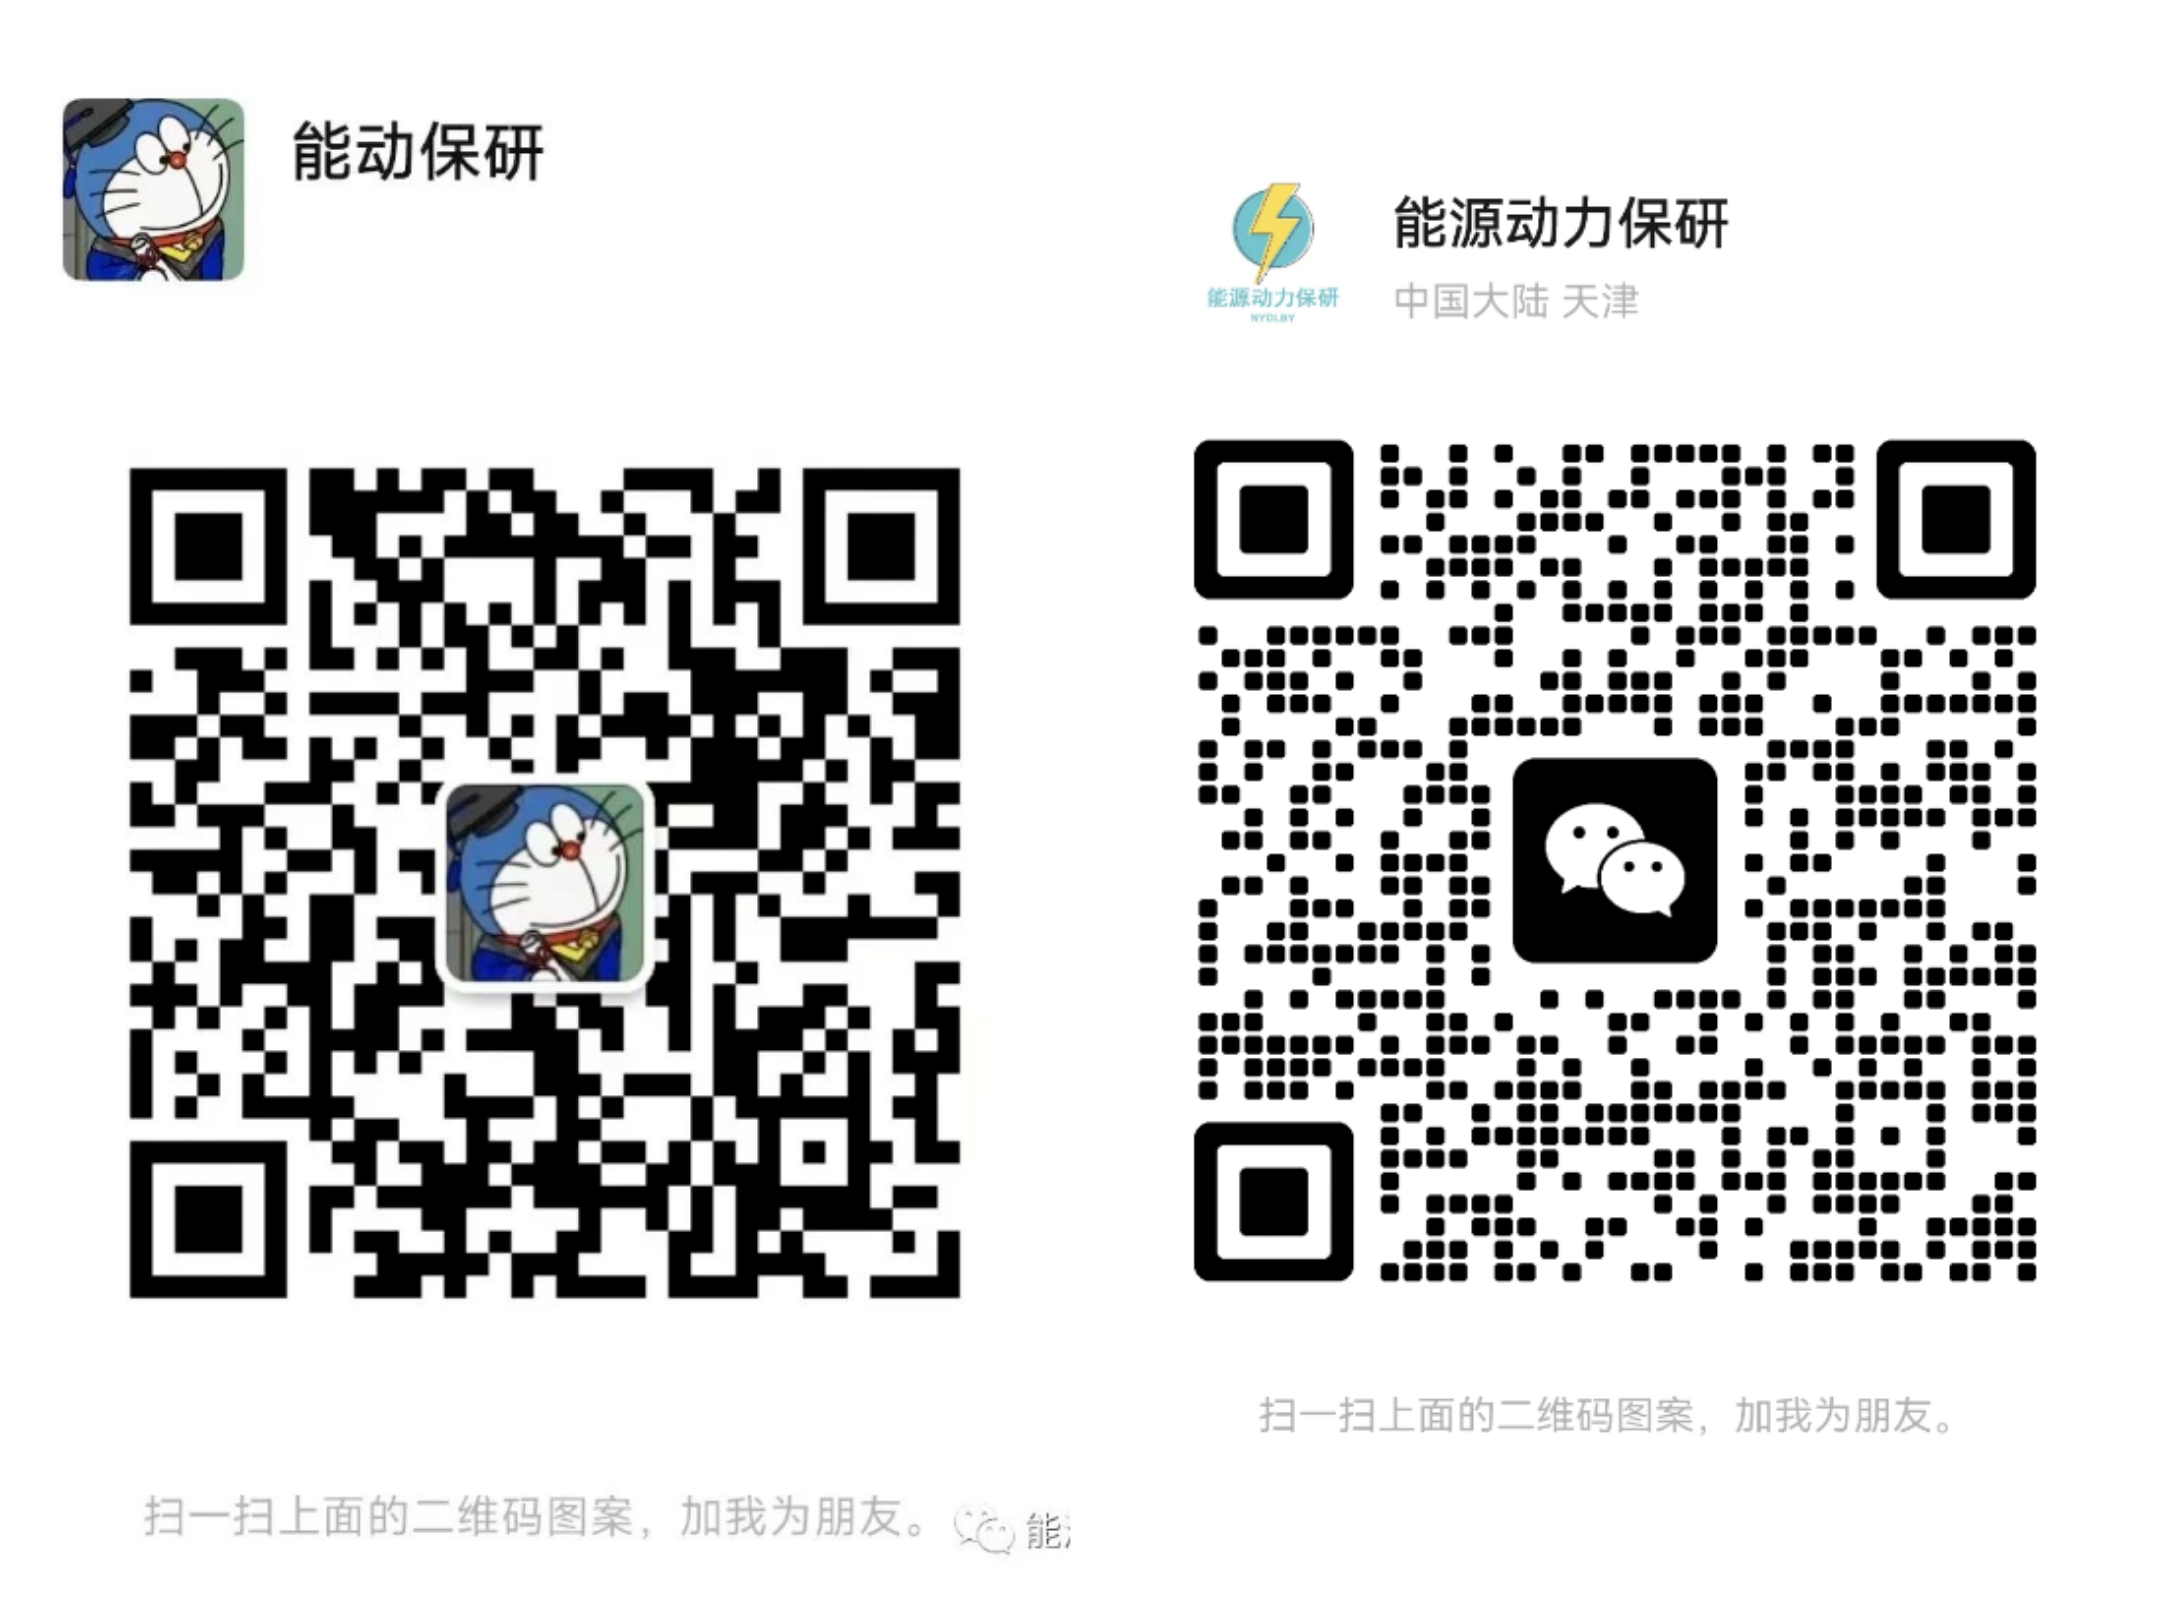 能动保研
扫一扫上面的二维码图案，加我为朋友。
能
能源动力保研
NYDLBY
能源动力保研
中国大陆 天津
扫一扫上面的二维码图案，加我为朋友。